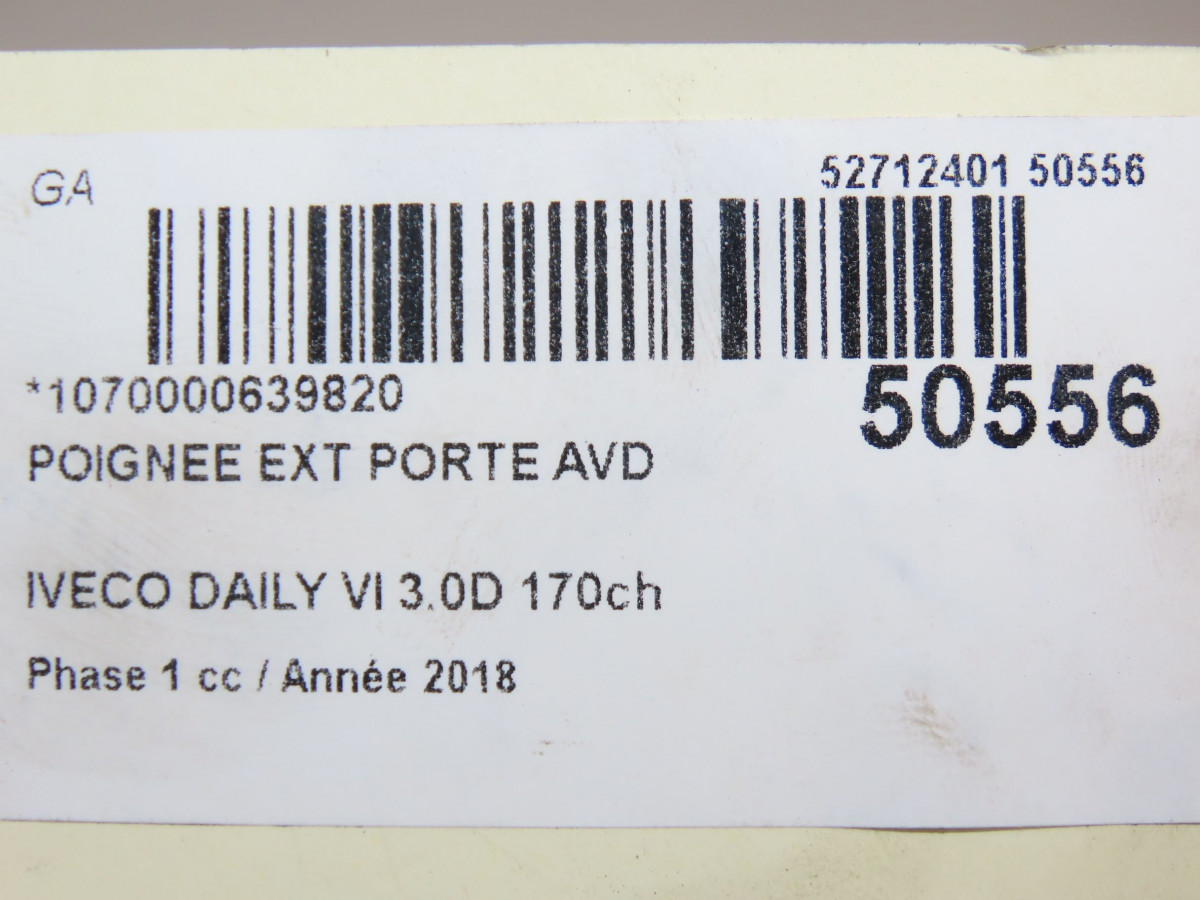 GA
52712401 50556
*1070000639820
50556
POIGNEE EXT PORTE AVD
IVECO DAILY VI 3.0D 170ch
Phase 1 cc / Année 2018